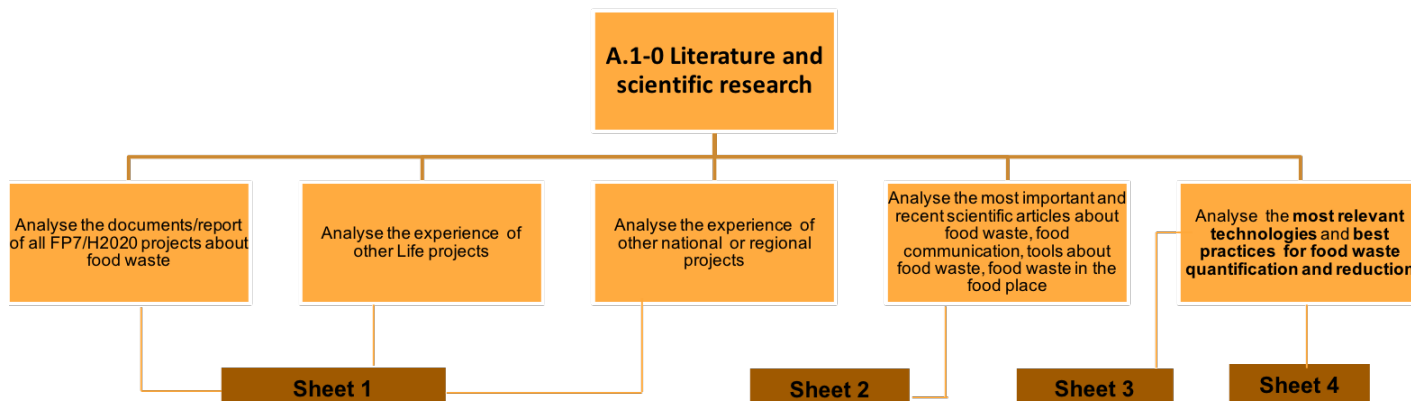 A.1-0 Literature and
scientific research
Analyse the documents/report
of all FP7/H2020 projects about
food waste
Analyse the experience of
other Life projects
Analyse the experience of
other national or regional
projects
Analyse the most important and
recent scientific articles about
food waste, food
communication, tools about
food waste, food waste in the
food place
Analyse the most relevant
technologies and best
practices for food waste
quantification and reduction
Sheet 1
Sheet 2
Sheet 3
Sheet 4